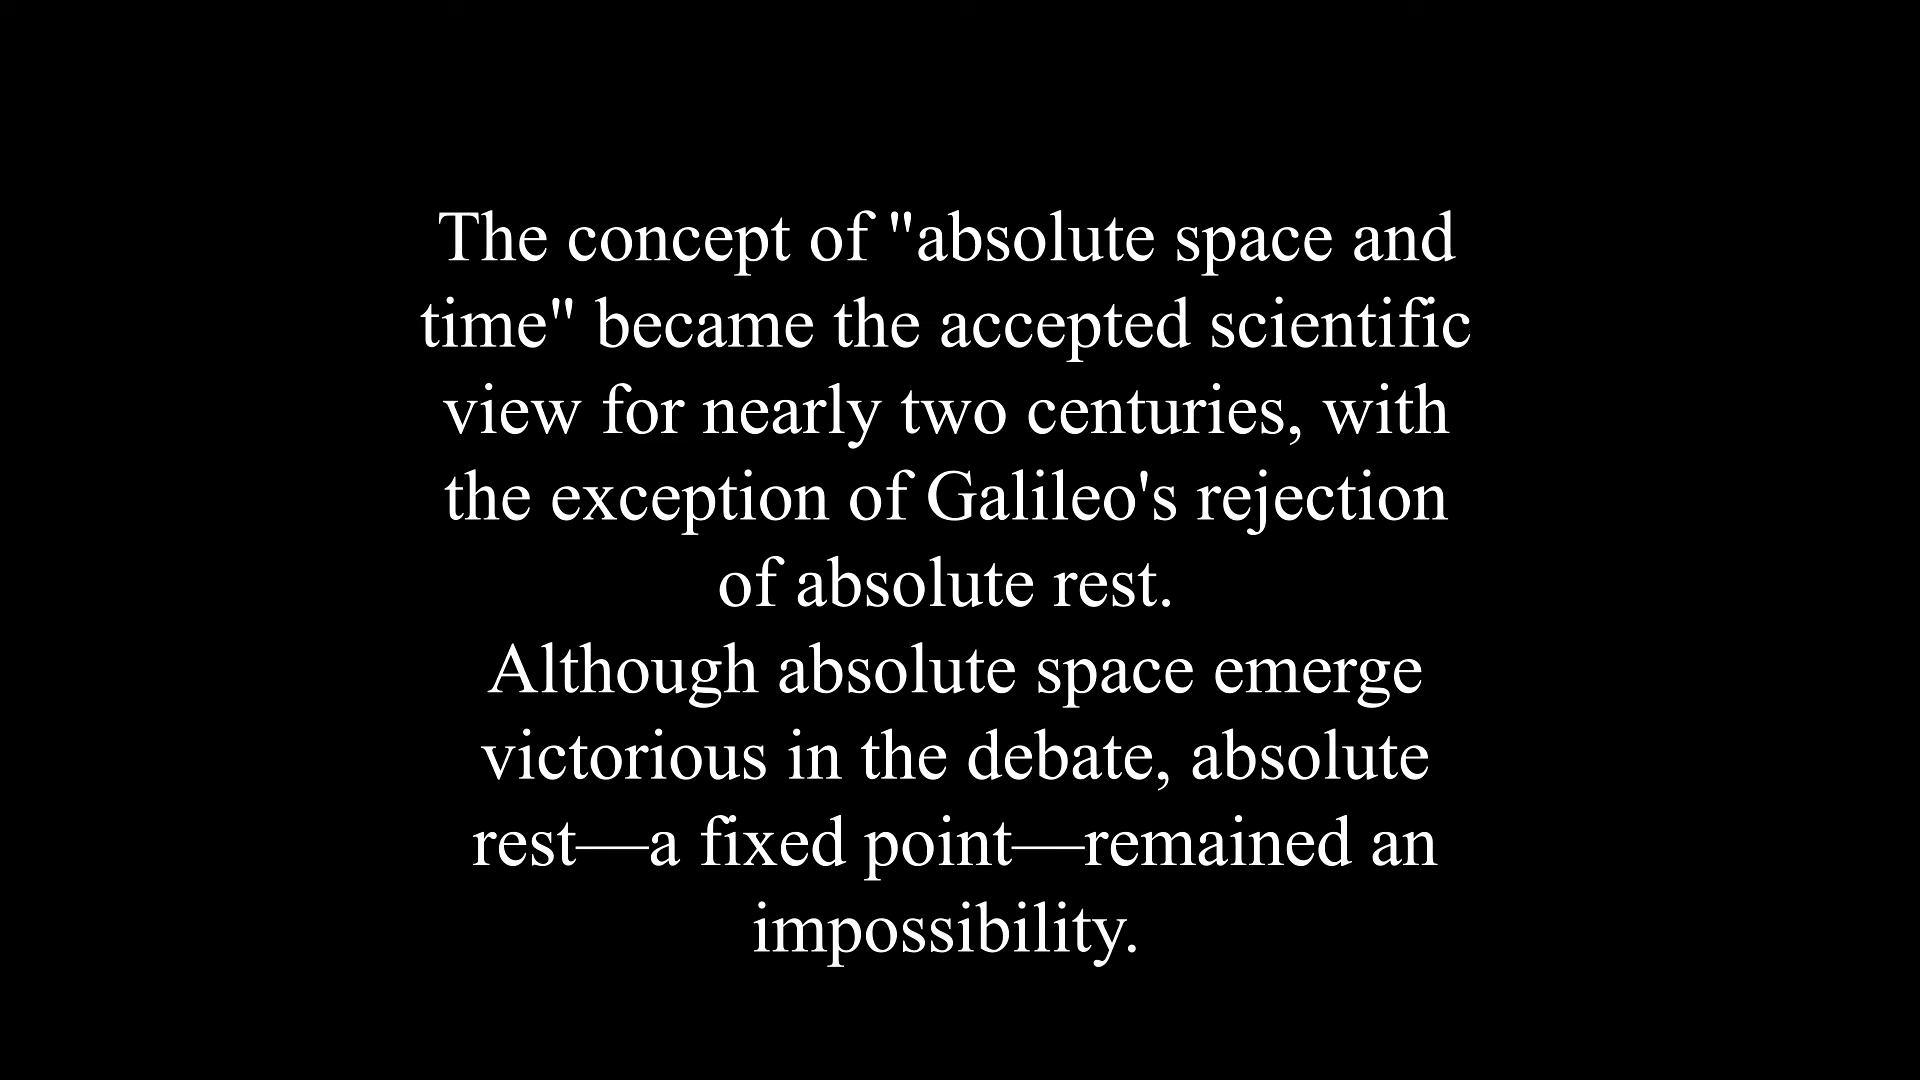 The concept of "absolute space and
time" became the accepted scientific
view for nearly two centuries, with
the exception of Galileo's rejection
of absolute rest.
Although absolute space emerge
victorious in the debate, absolute
rest—a fixed point—remained an
impossibility.